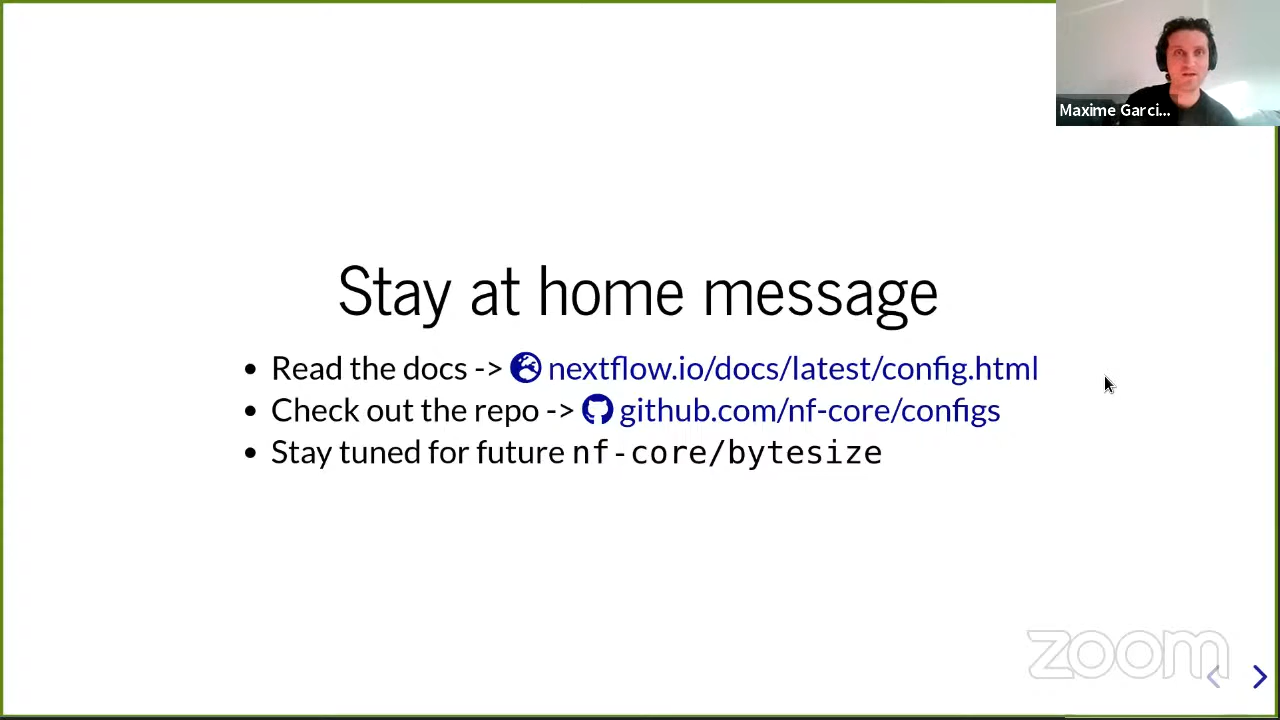 Maxime Garci...
Stay at home message
• Read the docs -> nextflow.io/docs/latest/config.html
• Check out the repo -> github.com/nf-core/configs
• Stay tuned for future nf-core/bytesize
zoom